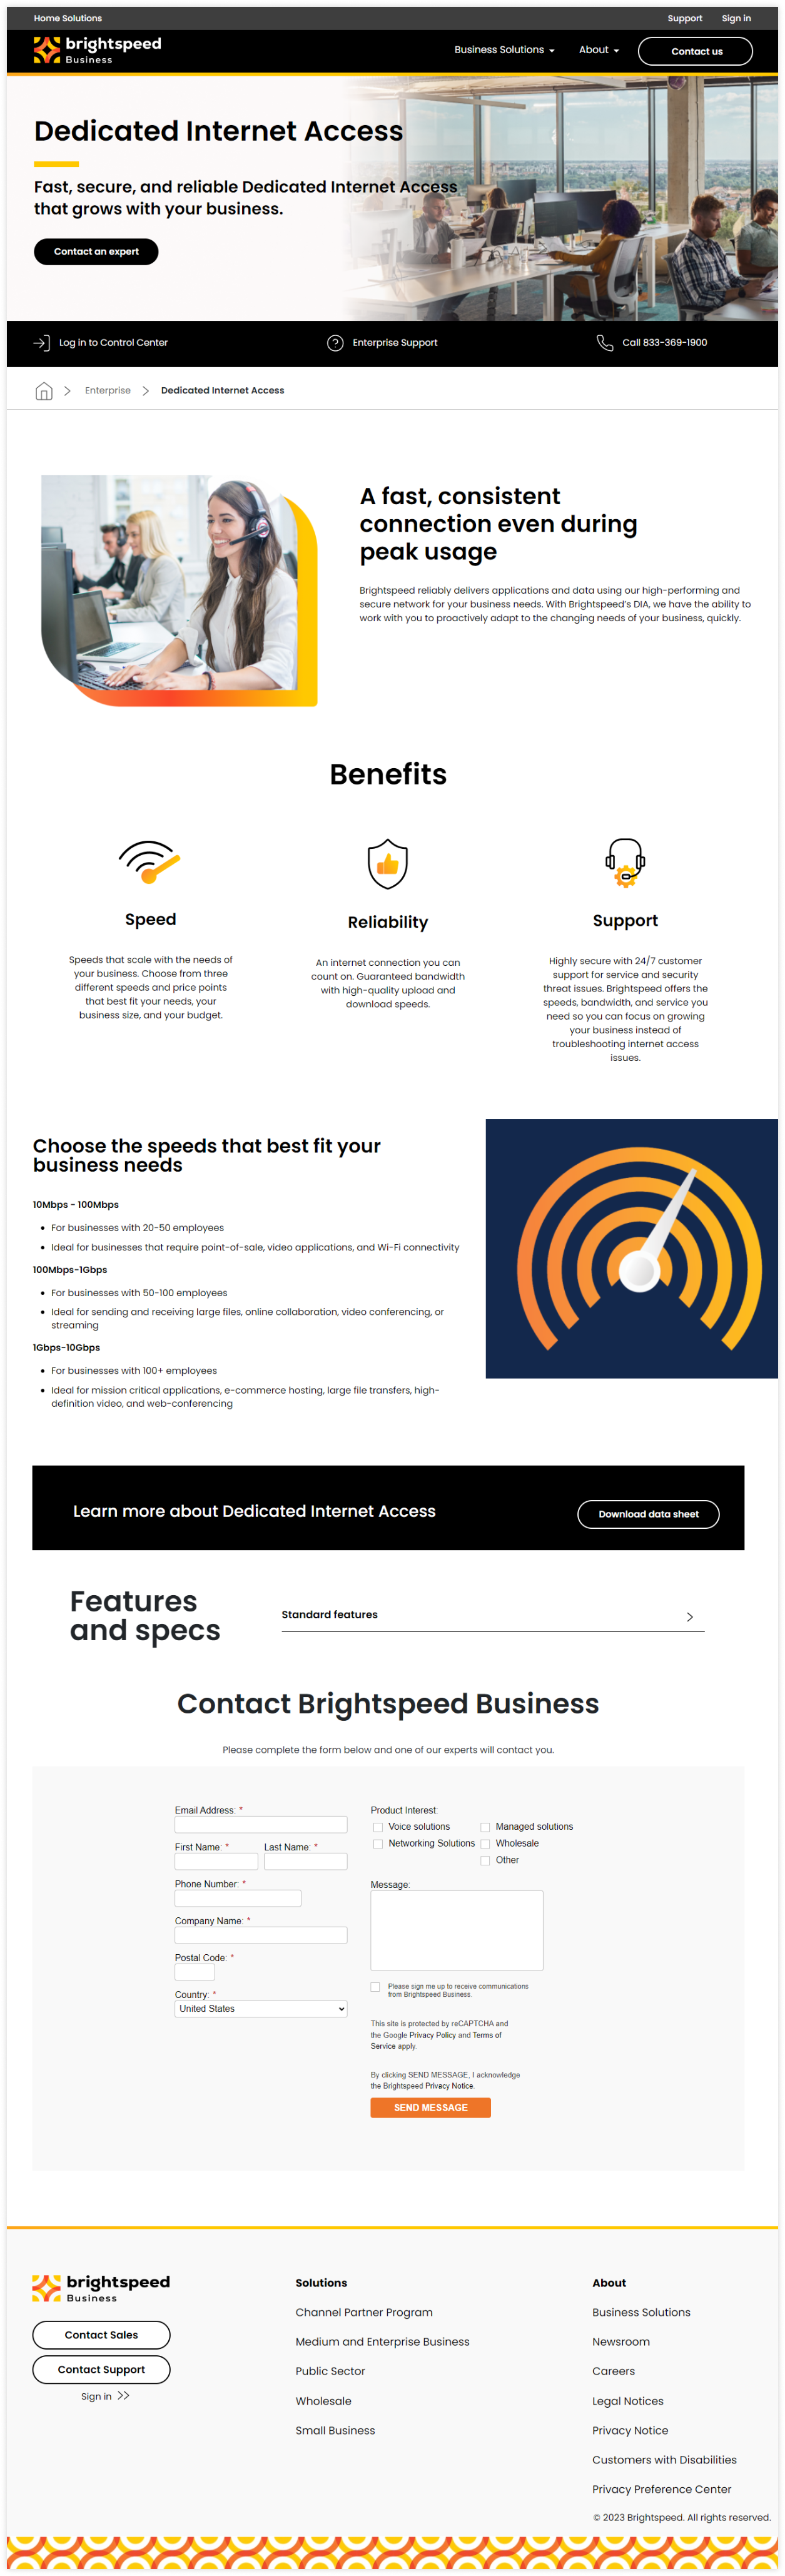 Home Solutions
Support
Sign in
brightspeed
Business
Business Solutions
About
Contact us
Dedicated Internet Access
Fast, secure, and reliable Dedicated Internet Access
that grows with your business.
Contact an expert
Log in to Control Center
Enterprise Support
Call 833-369-1900
Enterprise
Dedicated Internet Access
A fast, consistent
connection even during
peak usage
Brightspeed reliably delivers applications and data using our high-performing and
secure network for your business needs. With Brightspeed's DIA, we have the ability to
work with you to proactively adapt to the changing needs of your business, quickly.
Benefits
Speed
Speeds that scale with the needs of
your business. Choose from three
different speeds and price points
that best fit your needs, your
business size, and your budget.
Reliability
An internet connection you can
count on. Guaranteed bandwidth
with high-quality upload and
download speeds.
Support
Highly secure with 24/7 customer
support for service and security
threat issues. Brightspeed offers the
speeds, bandwidth, and service you
need so you can focus on growing
your business instead of
troubleshooting internet access
issues.
Choose the speeds that best fit your
business needs
10Mbps - 100Mbps
For businesses with 20-50 employees
Ideal for businesses that require point-of-sale, video applications, and Wi-Fi connectivity
100Mbps-1Gbps
For businesses with 50-100 employees
Ideal for sending and receiving large files, online collaboration, video conferencing, or
streaming
1Gbps-10Gbps
For businesses with 100+ employees
Ideal for mission critical applications, e-commerce hosting, large file transfers, high-
definition video, and web-conferencing
Learn more about Dedicated Internet Access
Download data sheet
Features
and specs
Standard features
Contact Brightspeed Business
Please complete the form below and one of our experts will contact you.
Email Address: *
First Name: *
Last Name: *
Phone Number: *
Company Name: *
Postal Code: *
Country: *
United States
Product Interest:
Voice solutions
Managed solutions
Networking Solutions
Wholesale
Other
Message:
Please sign me up to receive communications
from Brightspeed Business.
This site is protected by reCAPTCHA and
the Google Privacy Policy and Terms of
Service apply.
By clicking SEND MESSAGE, I acknowledge
the Brightspeed Privacy Notice.
SEND MESSAGE
brightspeed
Business
Contact Sales
Contact Support
Sign in
Solutions
Channel Partner Program
Medium and Enterprise Business
Public Sector
Wholesale
Small Business
About
Business Solutions
Newsroom
Careers
Legal Notices
Privacy Notice
Customers with Disabilities
Privacy Preference Center
© 2023 Brightspeed. All rights reserved.